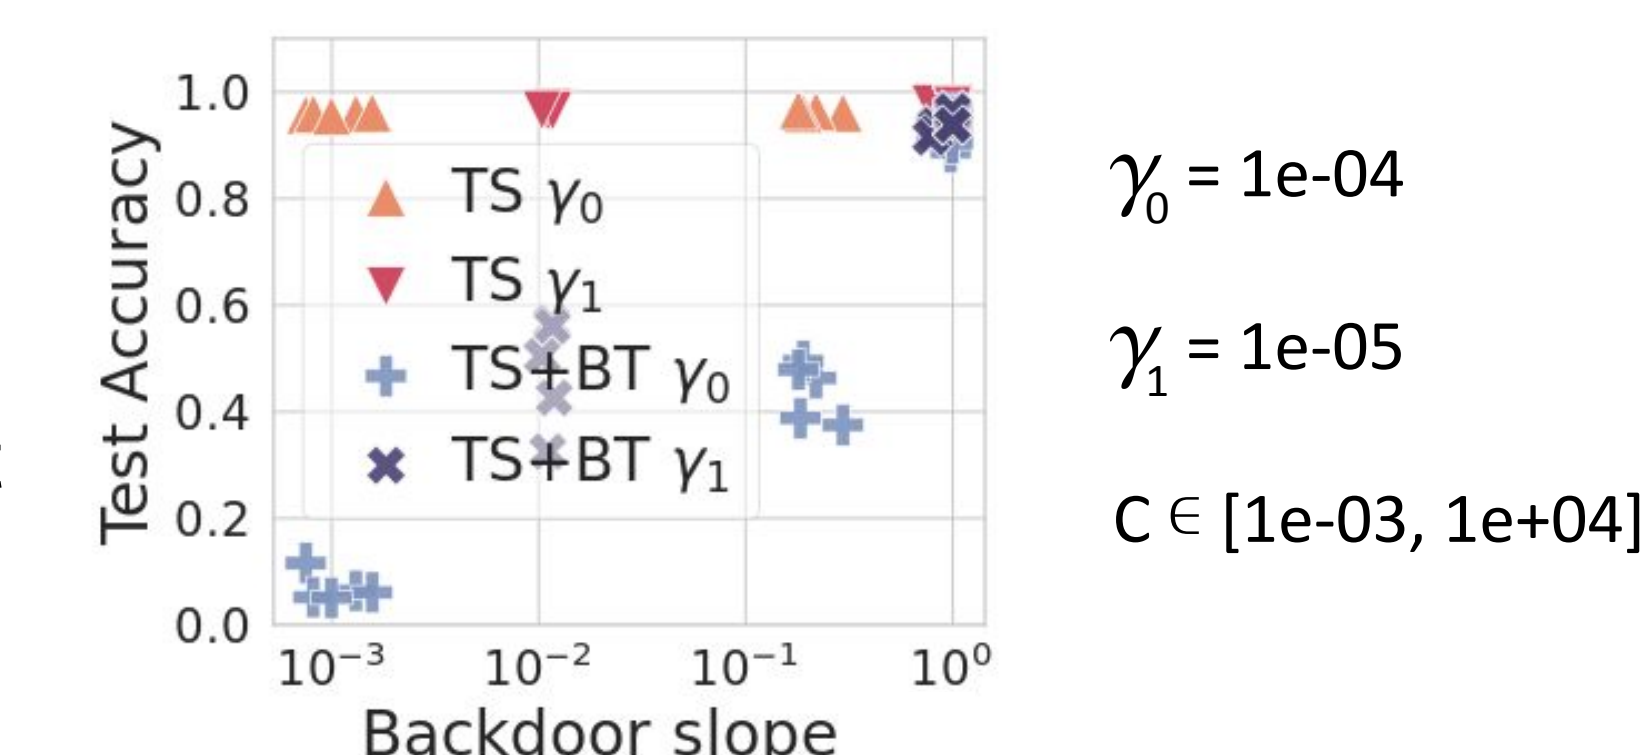 1.0
0.8
0.6
0.4
0.2
0.0
Test Accuracy
TS γ₀
TS γ₁
TS+BT γ₀
TS+BT γ₁
10⁻³ 10⁻² 10⁻¹ 10⁰
Backdoor slope
γ₀ = 1e-04
γ₁ = 1e-05
C ∈ [1e-03, 1e+04]